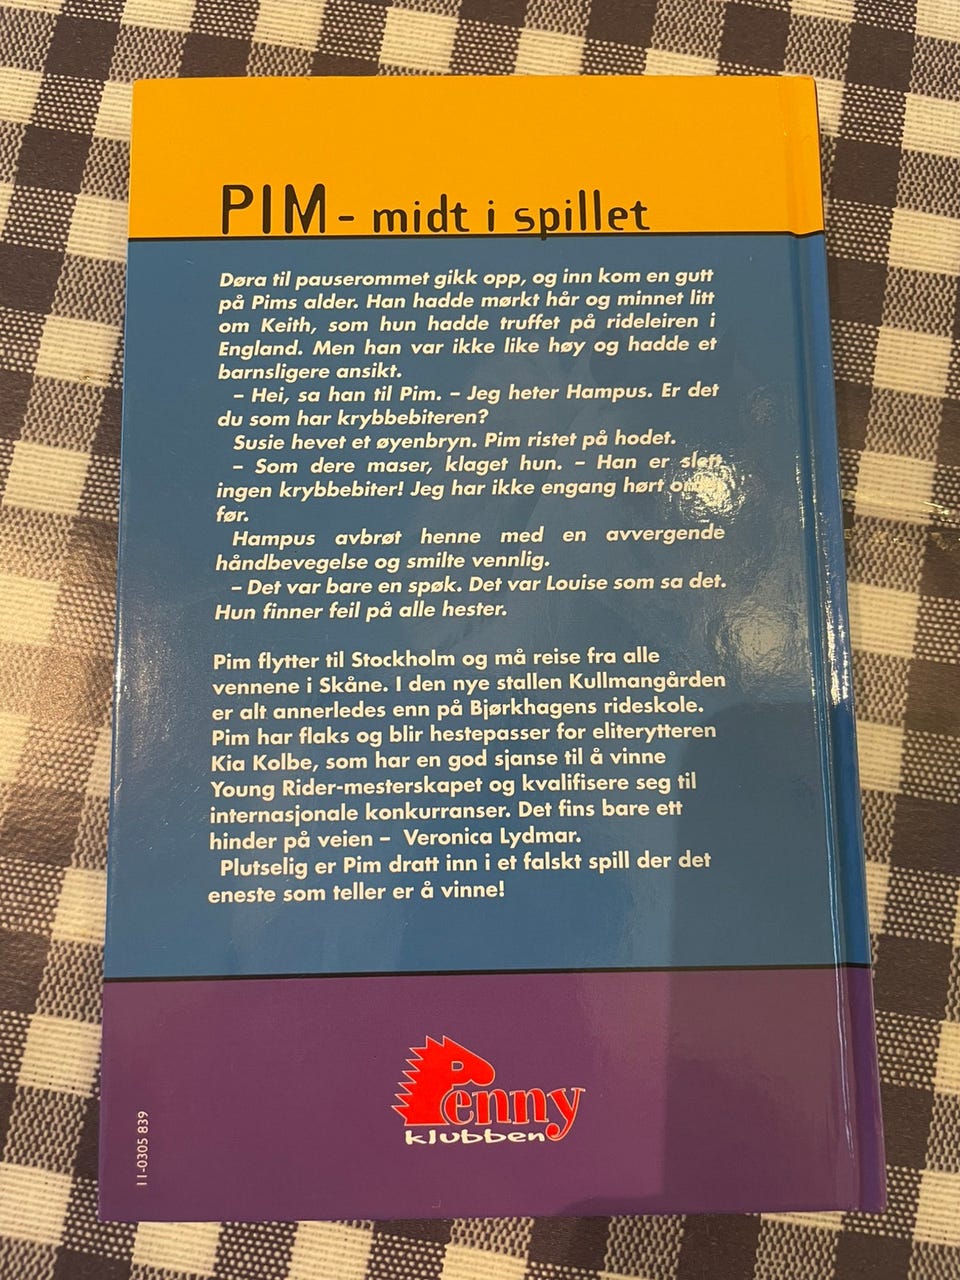 PIM - midt i spillet
Døra til pauserommet gikk opp, og inn kom en gutt
på Pims alder. Han hadde mørkt hår og minnet litt
om Keith, som hun hadde truffet på rideleiren i
England. Men han var ikke like høy og hadde et
barnsligere ansikt.
– Hei, sa han til Pim. – Jeg heter Hampus. Er det
du som har krybbebiteren?
Susie hevet et øyenbryn. Pim ristet på hodet.
– Som dere maser, klaget hun. – Han er slett
ingen krybbebiter! Jeg har ikke engang hørt ordet
før.
Hampus avbrøt henne med en avvergende
håndbevegelse og smilte vennlig.
– Det var bare en spøk. Det var Louise som sa det.
Hun finner feil på alle hester.
Pim flytter til Stockholm og må reise fra alle
vennene i Skåne. I den nye stallen Kullmangården
er alt annerledes enn på Bjørkhagens rideskole.
Pim har flaks og blir hestepasser for eliterytteren
Kia Kolbe, som har en god sjanse til å vinne
Young Rider-mesterskapet og kvalifisere seg til
internasjonale konkurranser. Det fins bare ett
hinder på veien – Veronica Lydmar.
Plutselig er Pim dratt inn i et falskt spill der det
eneste som teller er å vinne!
Penny
klubben
11-0305 839